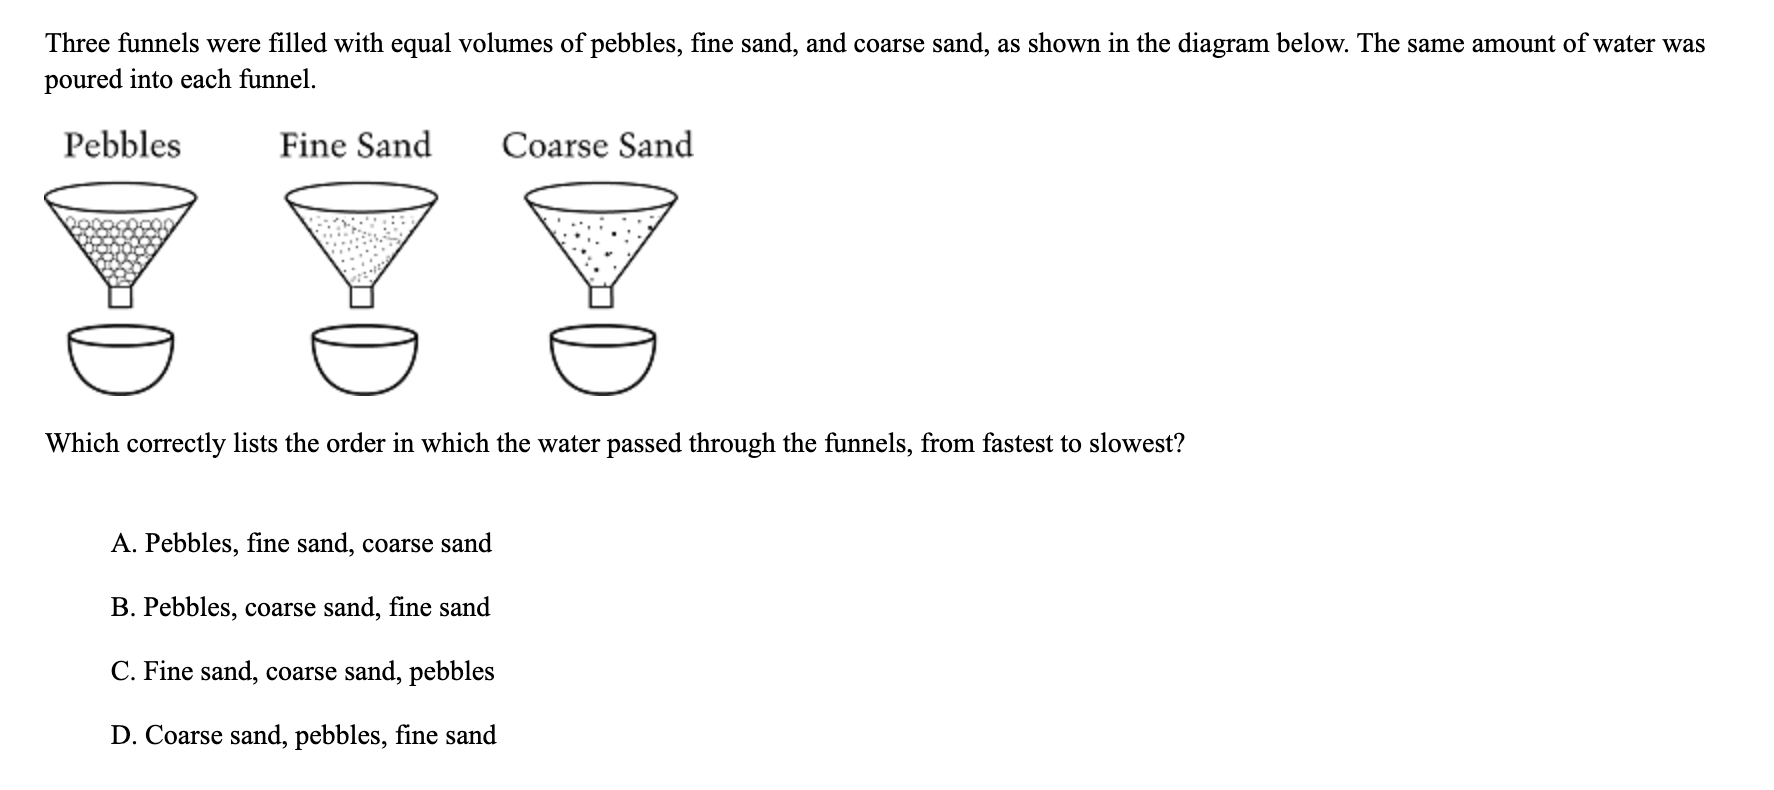 Three funnels were filled with equal volumes of pebbles, fine sand, and coarse sand, as shown in the diagram below. The same amount of water was
poured into each funnel.
Pebbles Fine Sand Coarse Sand
Which correctly lists the order in which the water passed through the funnels, from fastest to slowest?
A. Pebbles, fine sand, coarse sand
B. Pebbles, coarse sand, fine sand
C. Fine sand, coarse sand, pebbles
D. Coarse sand, pebbles, fine sand